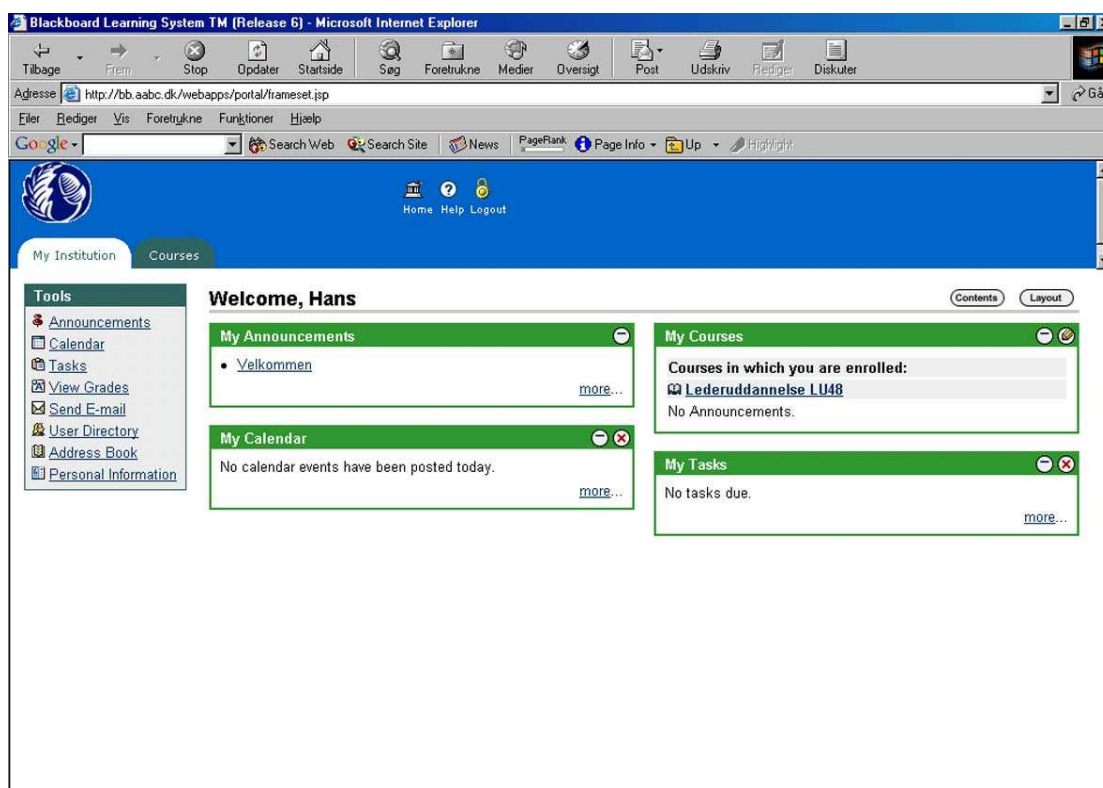 Blackboard Learning System TM (Release 6) - Microsoft Internet Explorer
Tilbage Frem Stop Opdater Startside Søg Foretrukne Medier Oversigt Post Udskriv Rediger Diskuter
Adresse http://bb.aabc.dk/webapps/portal/frameset.jsp Gå
Filer Rediger Vis Foretrukne Funktioner Hjælp
Google Search Web Search Site News PageRank Page Info Up Highlight
Home Help Logout
My Institution Courses
Tools
Announcements
Calendar
Tasks
View Grades
Send E-mail
User Directory
Address Book
Personal Information
Welcome, Hans
Contents Layout
My Announcements
• Velkommen
more...
My Calendar
No calendar events have been posted today.
more...
My Courses
Courses in which you are enrolled:
Lederuddannelse LU48
No Announcements.
My Tasks
No tasks due.
more...